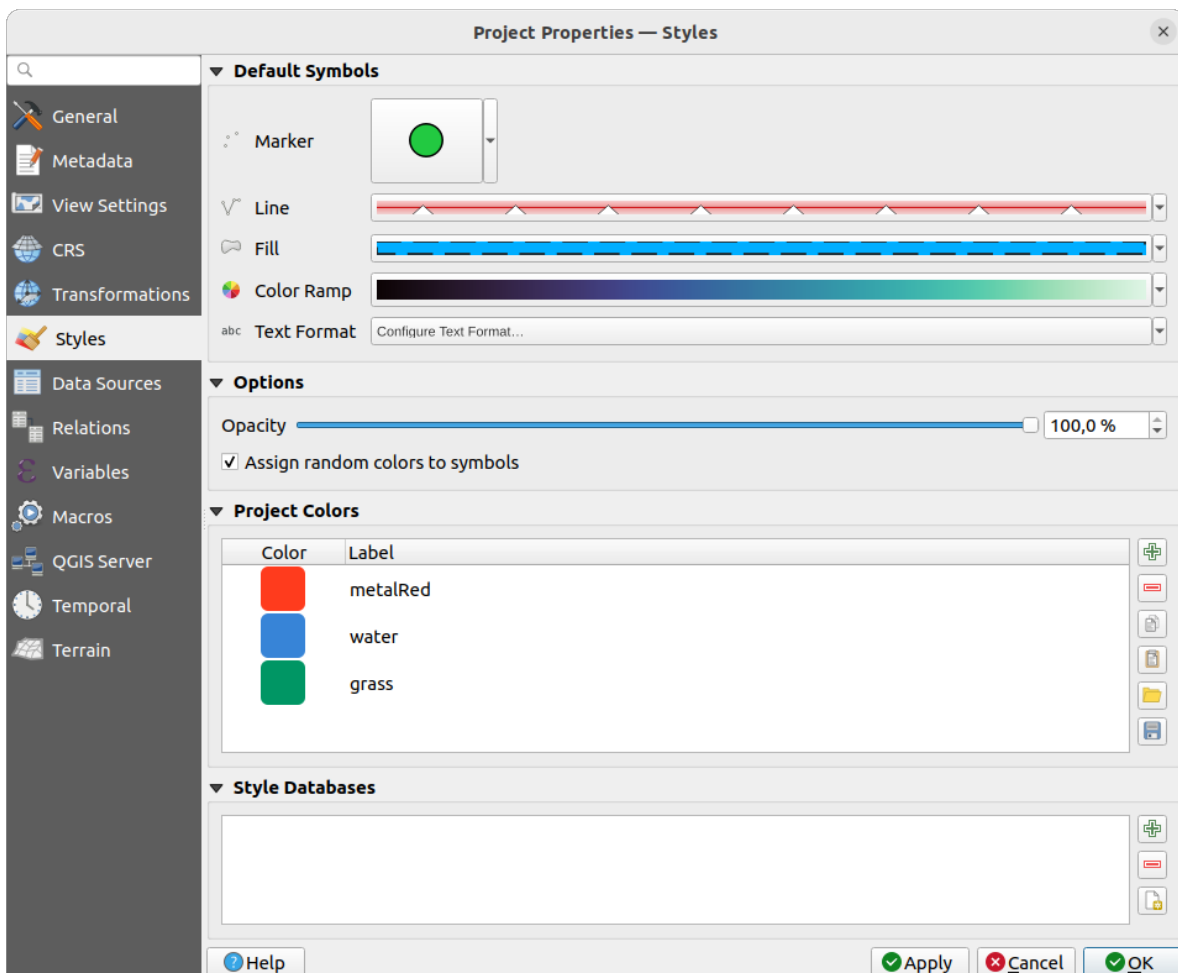 Project Properties — Styles
General
Metadata
View Settings
CRS
Transformations
Styles
Data Sources
Relations
Variables
Macros
QGIS Server
Temporal
Terrain
Default Symbols
Marker
Line
Fill
Color Ramp
abc Text Format Configure Text Format...
Options
Opacity 100,0 %
Assign random colors to symbols
Project Colors
Color Label
metalRed
water
grass
Style Databases
Help Apply Cancel OK